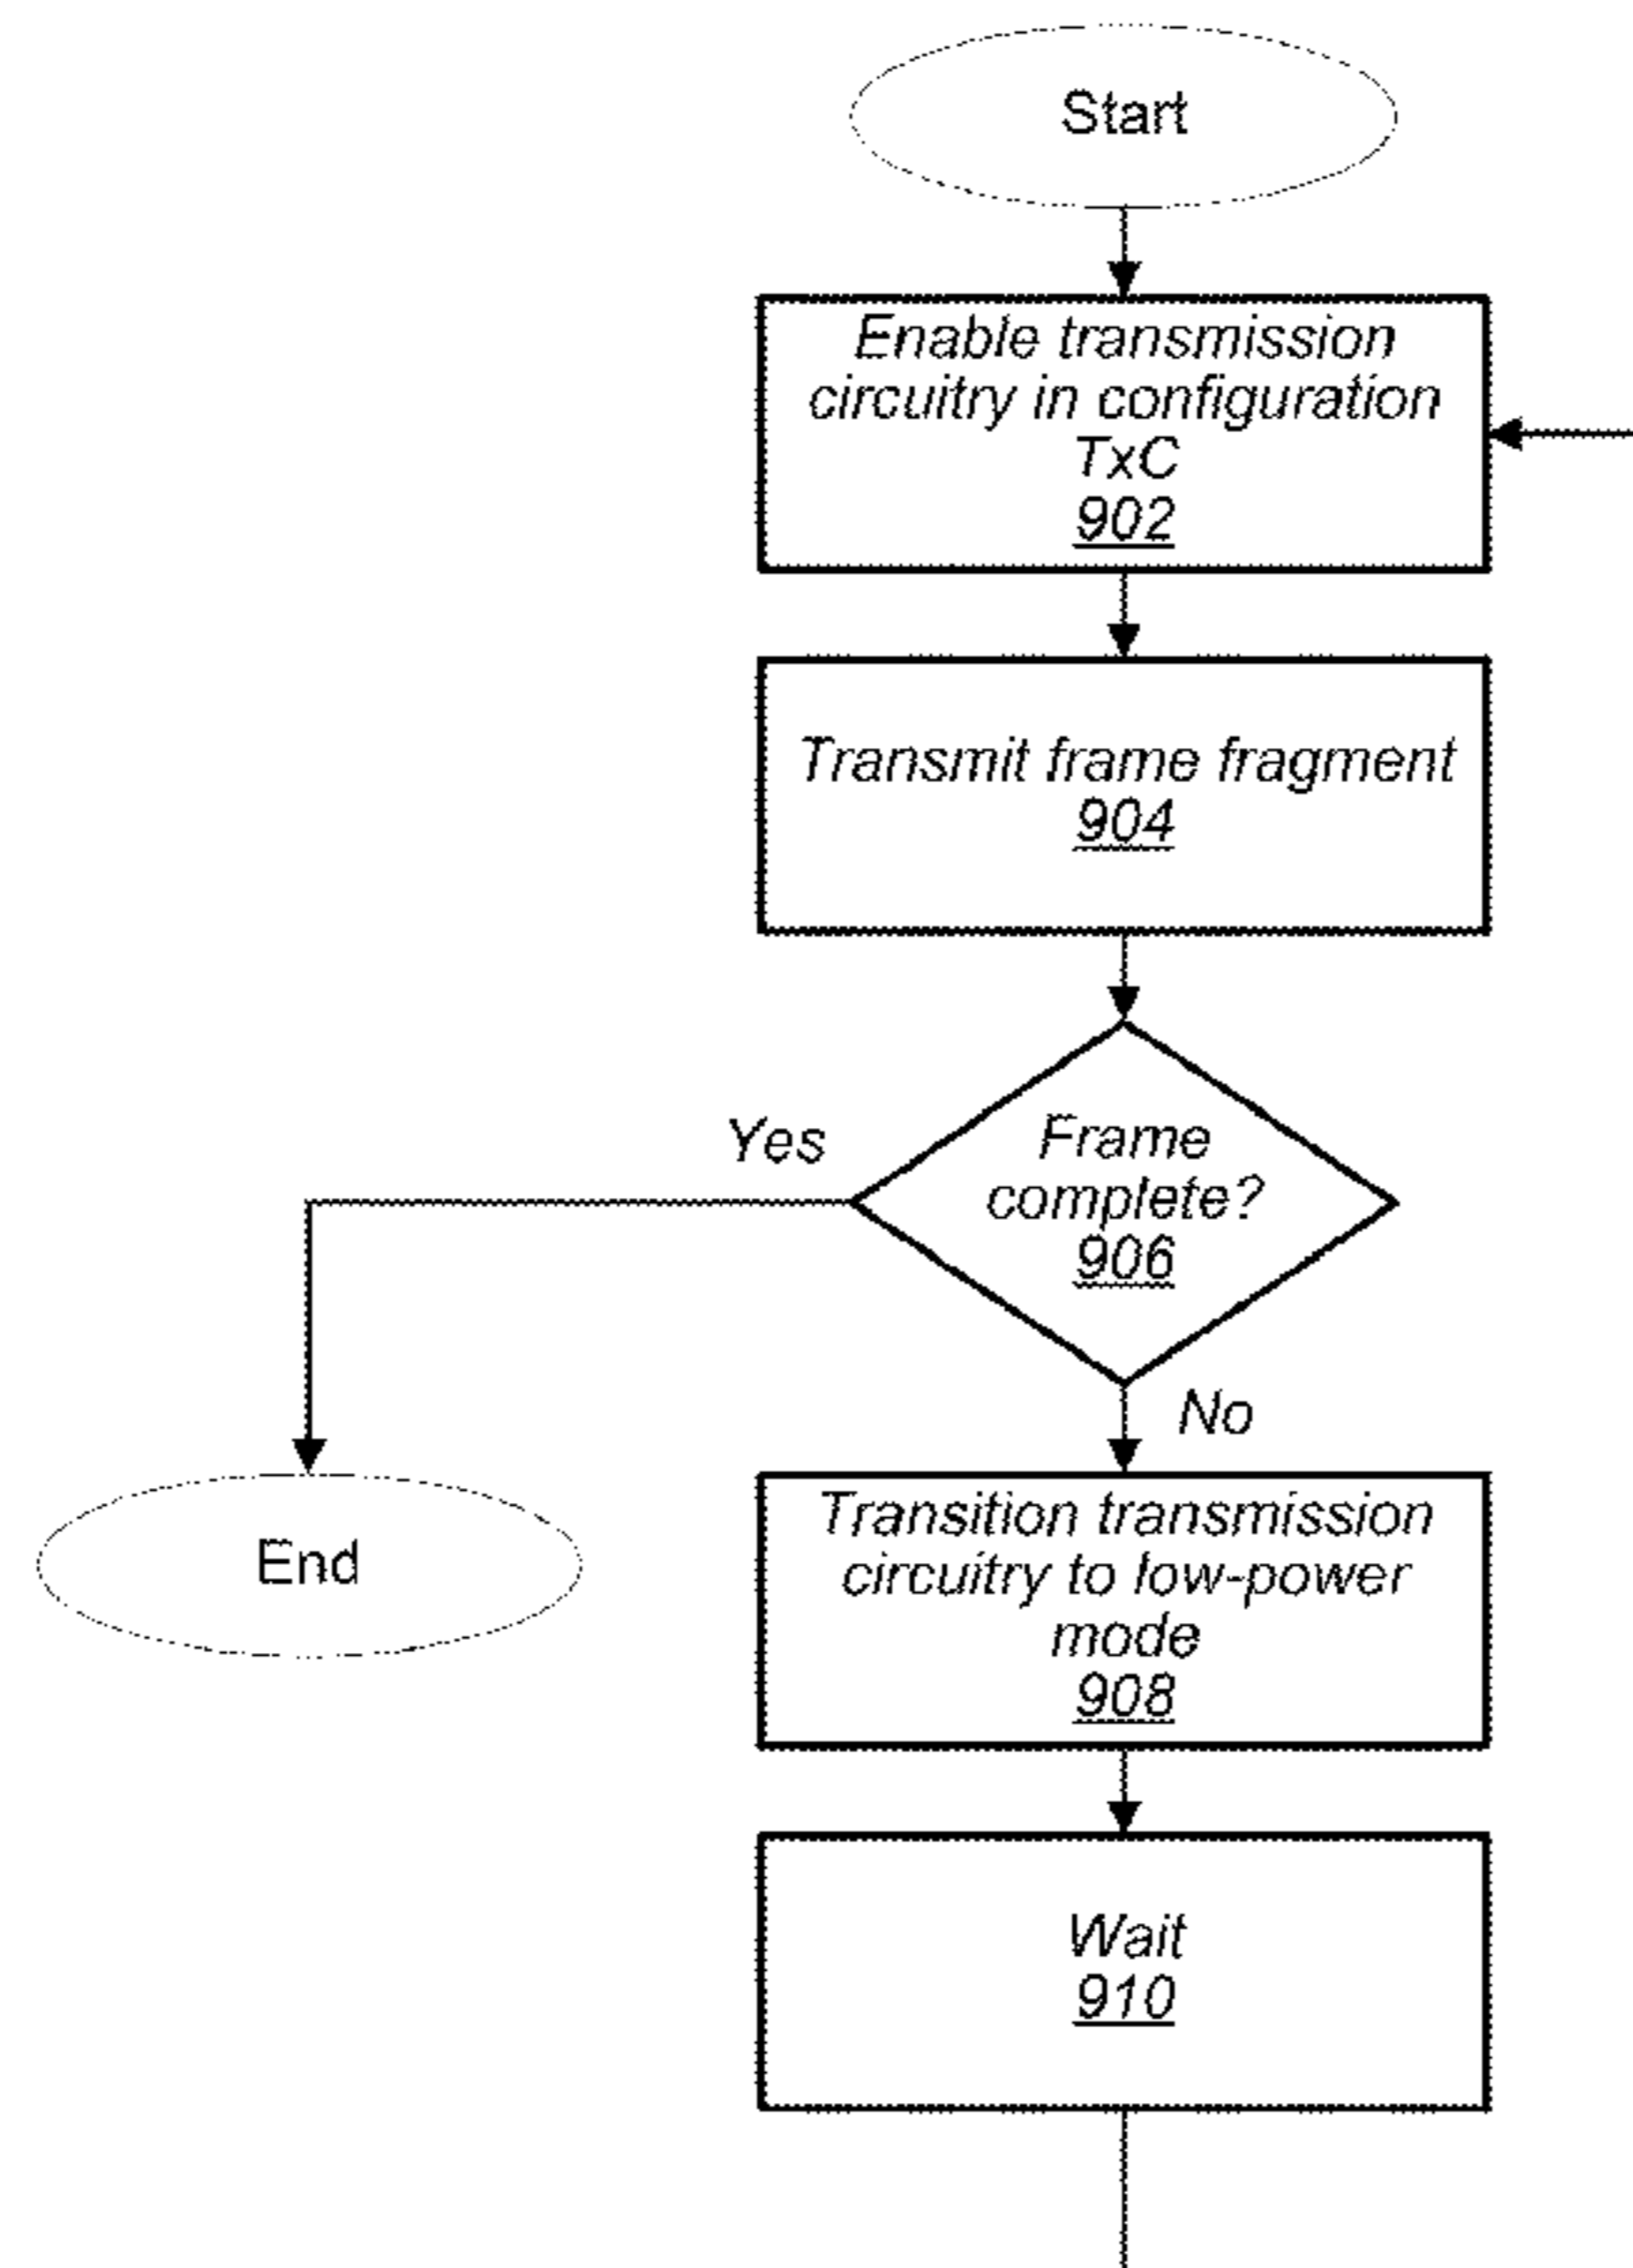 Start
Enable transmission
circuitry in configuration
TxC
902
Transmit frame fragment
904
Yes
Frame
complete?
906
No
End
Transition transmission
circuitry to low-power
mode
908
Wait
910